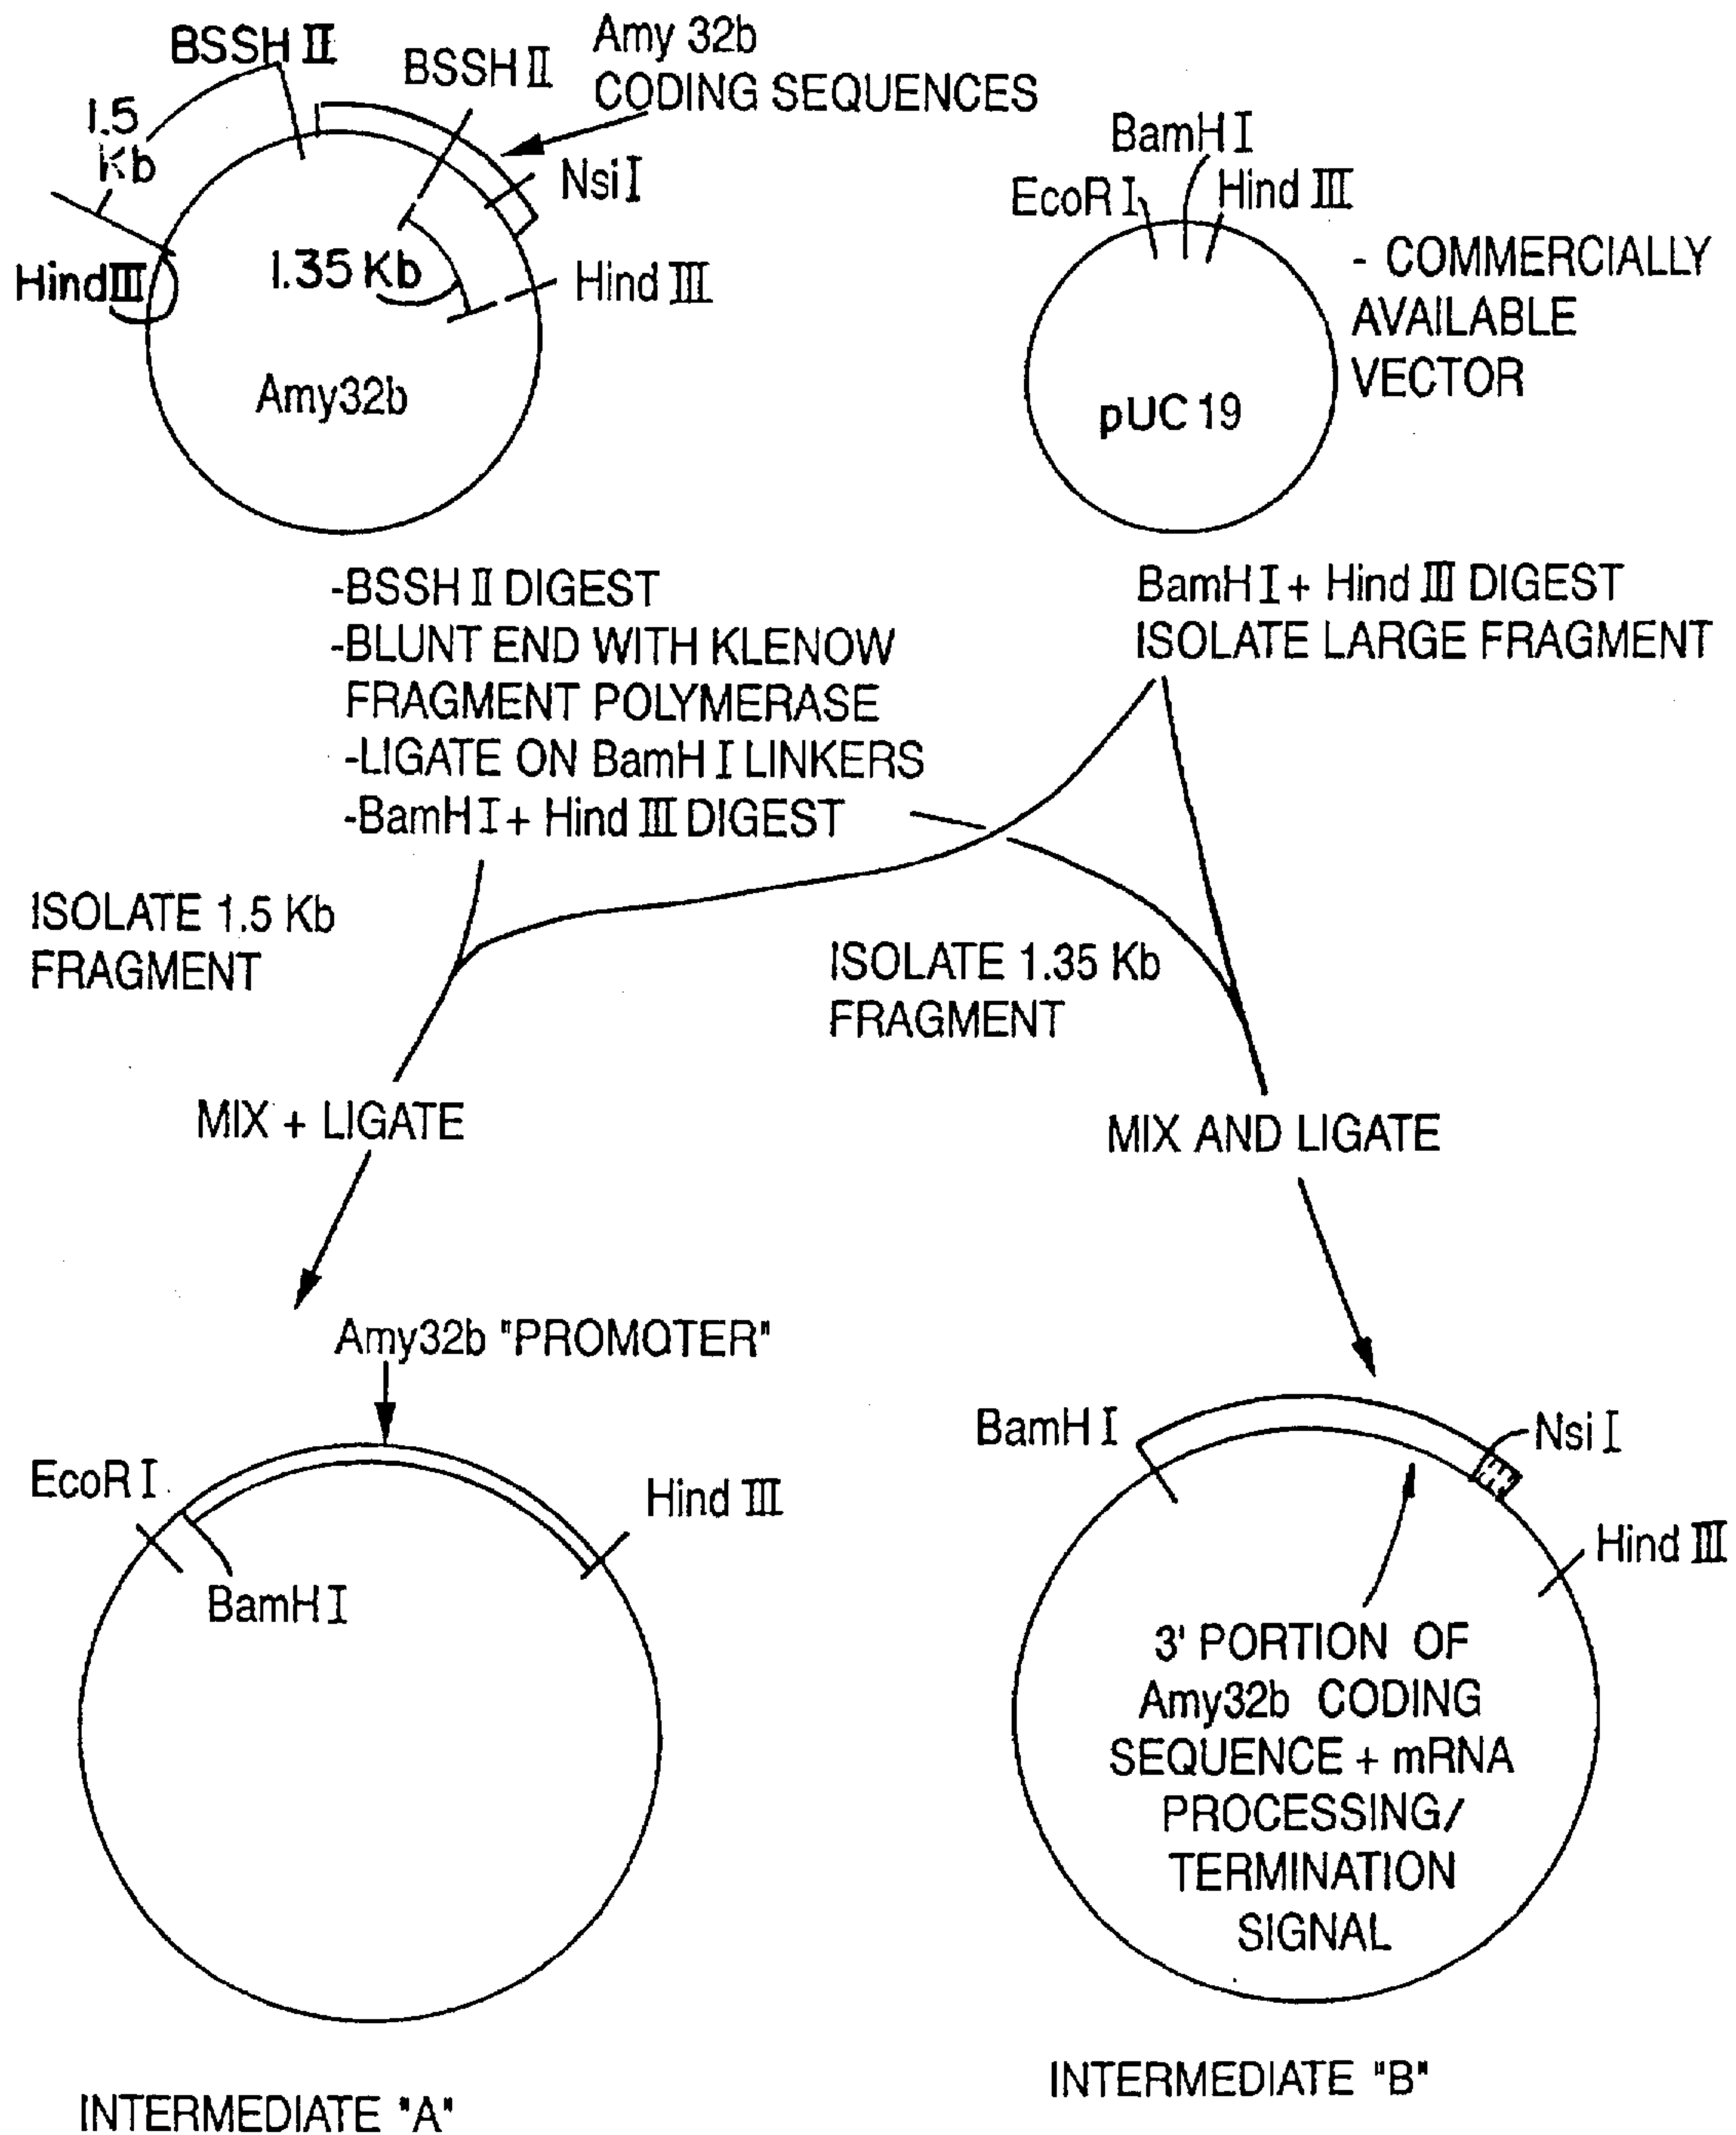 BSSH II
BSSH II
Amy 32b
CODING SEQUENCES
1.5
Kb
Nsi I
Hind III
1.35 Kb
Hind III
Amy32b
BamH I
EcoR I
Hind III
- COMMERCIALLY
AVAILABLE
VECTOR
pUC 19
-BSSH II DIGEST
-BLUNT END WITH KLENOW
FRAGMENT POLYMERASE
-LIGATE ON BamH I LINKERS
-BamH I + Hind III DIGEST
BamH I + Hind III DIGEST
ISOLATE LARGE FRAGMENT
ISOLATE 1.5 Kb
FRAGMENT
ISOLATE 1.35 Kb
FRAGMENT
MIX + LIGATE
MIX AND LIGATE
Amy32b "PROMOTER"
EcoR I
Hind III
BamH I
BamH I
Nsi I
Hind III
3' PORTION OF
Amy32b CODING
SEQUENCE + mRNA
PROCESSING/
TERMINATION
SIGNAL
INTERMEDIATE "A"
INTERMEDIATE "B"